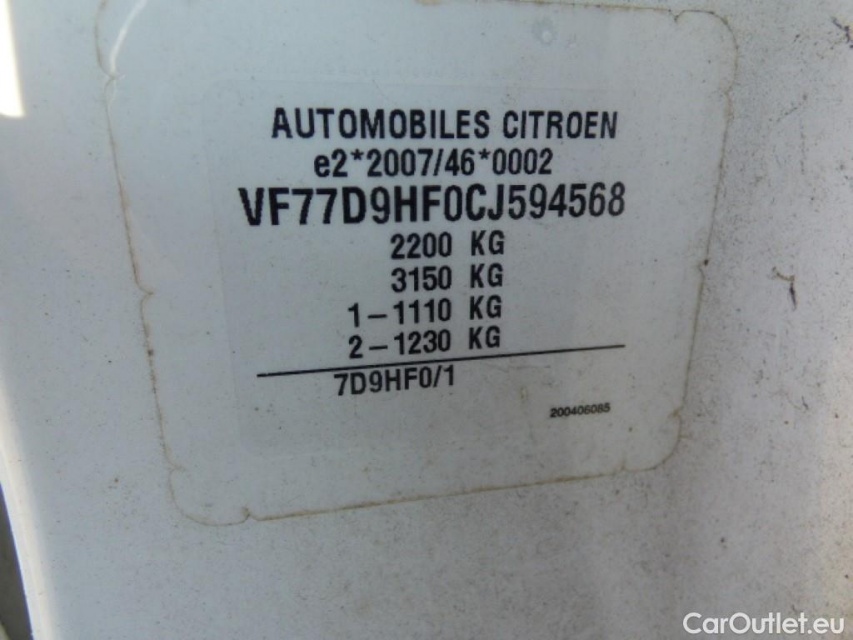 AUTOMOBILES CITROEN
e2*2007/46*0002
VF77D9HF0CJ594568
2200 KG
3150 KG
1-1110 KG
2-1230 KG
7D9HF0/1
200406085
CarOutlet.eu